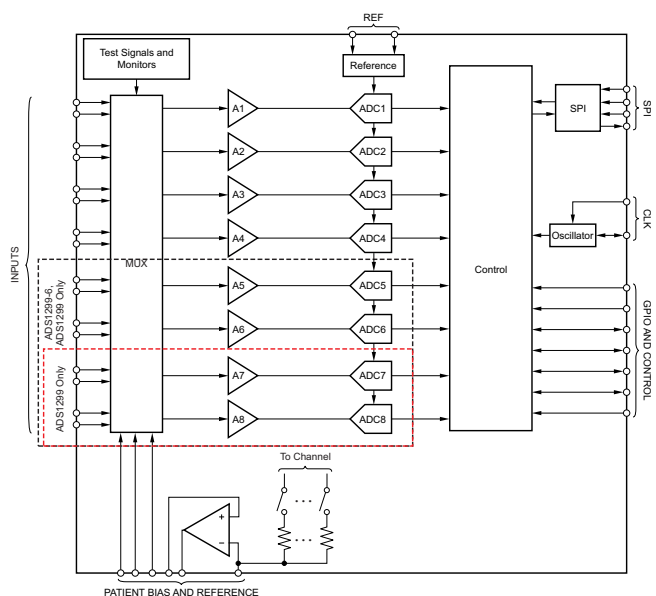 REF
Test Signals and
Monitors
Reference
A1
ADC1
A2
ADC2
A3
ADC3
A4
ADC4
A5
ADC5
A6
ADC6
A7
ADC7
A8
ADC8
MUX
Control
SPI
SPI
Oscillator
CLK
GPIO AND CONTROL
INPUTS
ADS1299-6,
ADS1299 Only
ADS1299 Only
To Channel
+
−
PATIENT BIAS AND REFERENCE